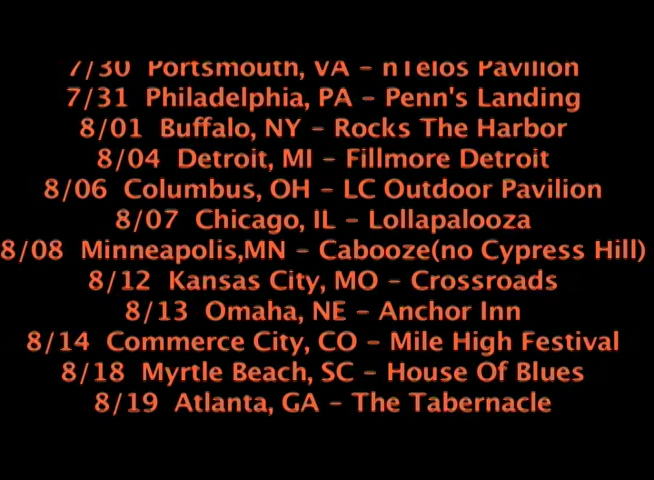 7/30 Portsmouth, VA – nTelos Pavilion
7/31 Philadelphia, PA – Penn's Landing
8/01 Buffalo, NY – Rocks The Harbor
8/04 Detroit, MI – Fillmore Detroit
8/06 Columbus, OH – LC Outdoor Pavilion
8/07 Chicago, IL – Lollapalooza
8/08 Minneapolis,MN – Cabooze(no Cypress Hill)
8/12 Kansas City, MO – Crossroads
8/13 Omaha, NE – Anchor Inn
8/14 Commerce City, CO – Mile High Festival
8/18 Myrtle Beach, SC – House Of Blues
8/19 Atlanta, GA – The Tabernacle